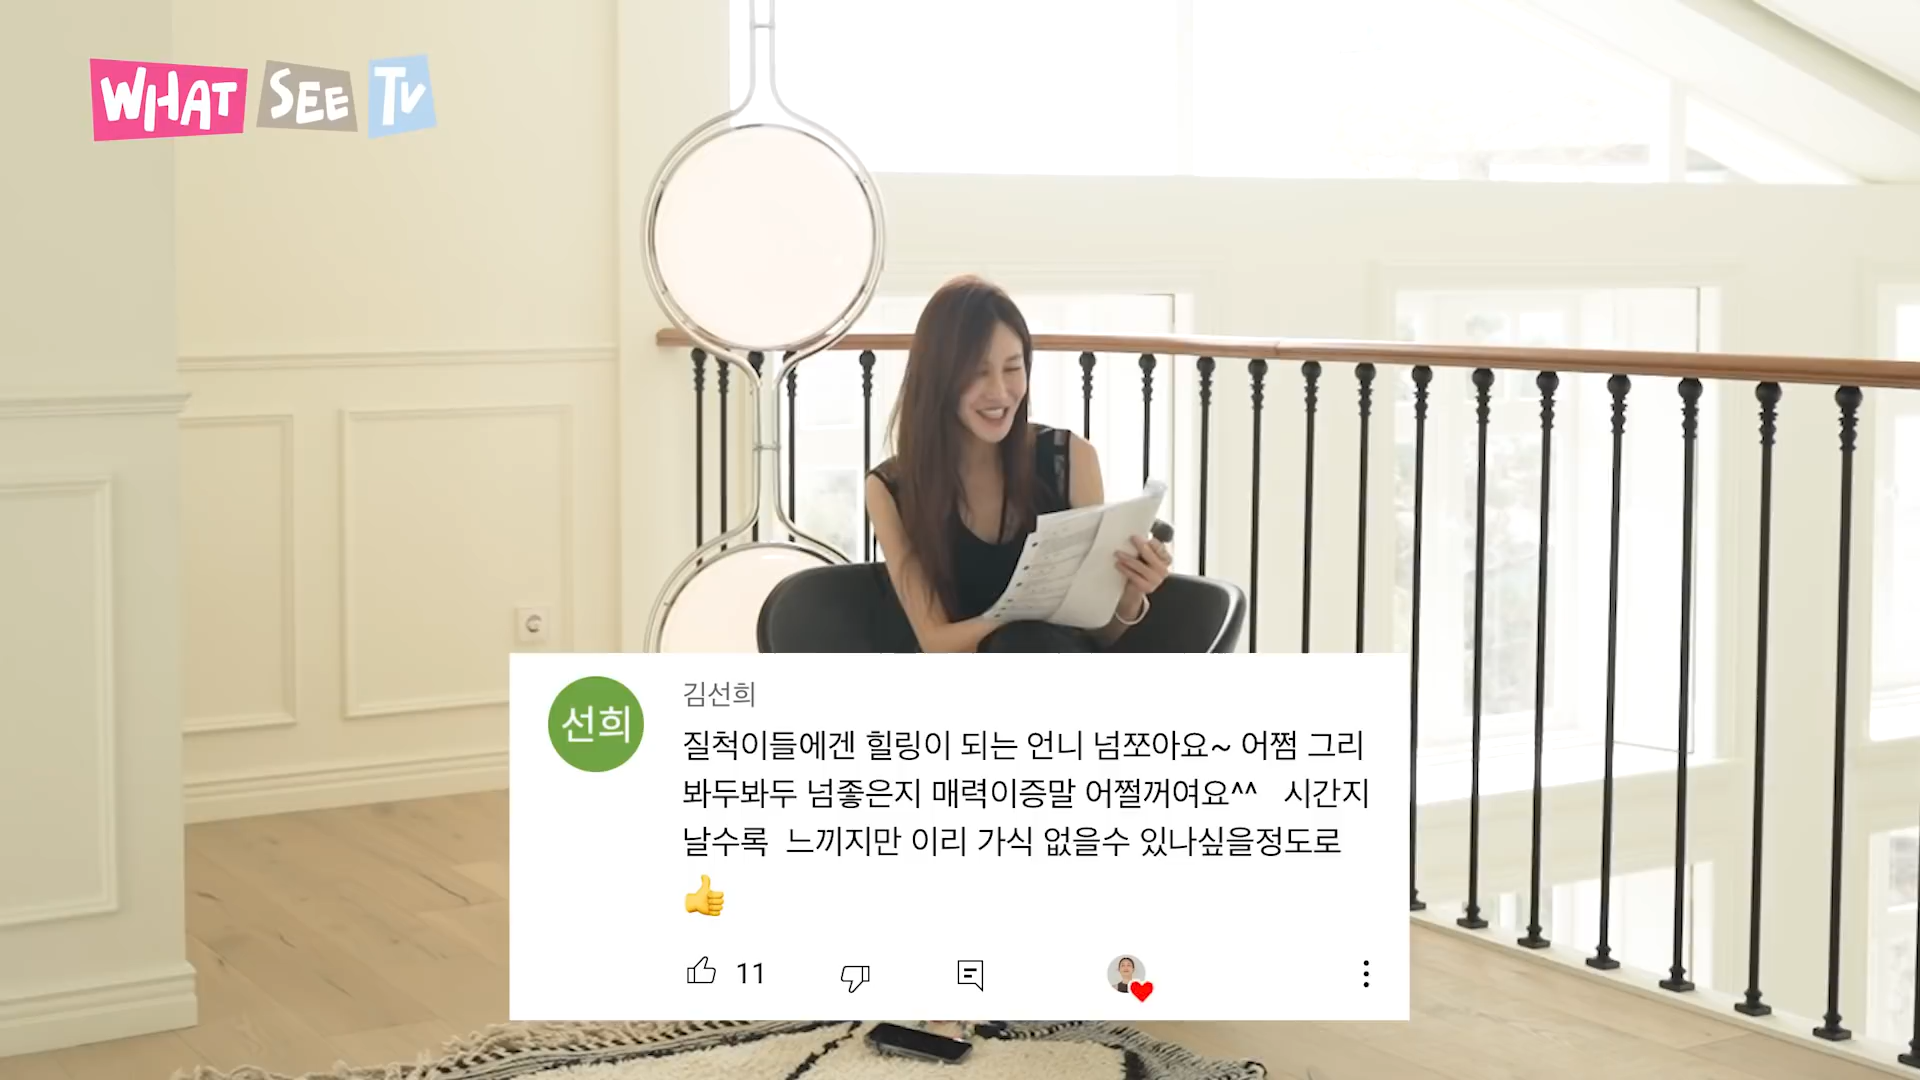 WHAT SEE TV
선희
김선희
질척이들에겐 힐링이 되는 언니 넘쪼아요~ 어쩜 그리
봐두봐두 넘좋은지 매력이증말 어쩔꺼여요^^ 시간지
날수록 느끼지만 이리 가식 없을수 있나싶을정도로
👍
11